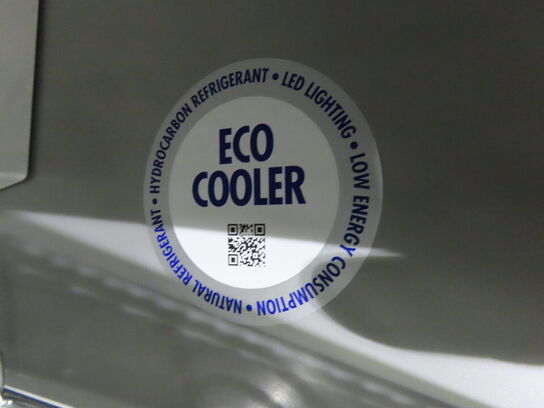 ECO
COOLER
NATURAL REFRIGERANT • HYDROCARBON REFRIGERANT • LED LIGHTING • LOW ENERGY CONSUMPTION •